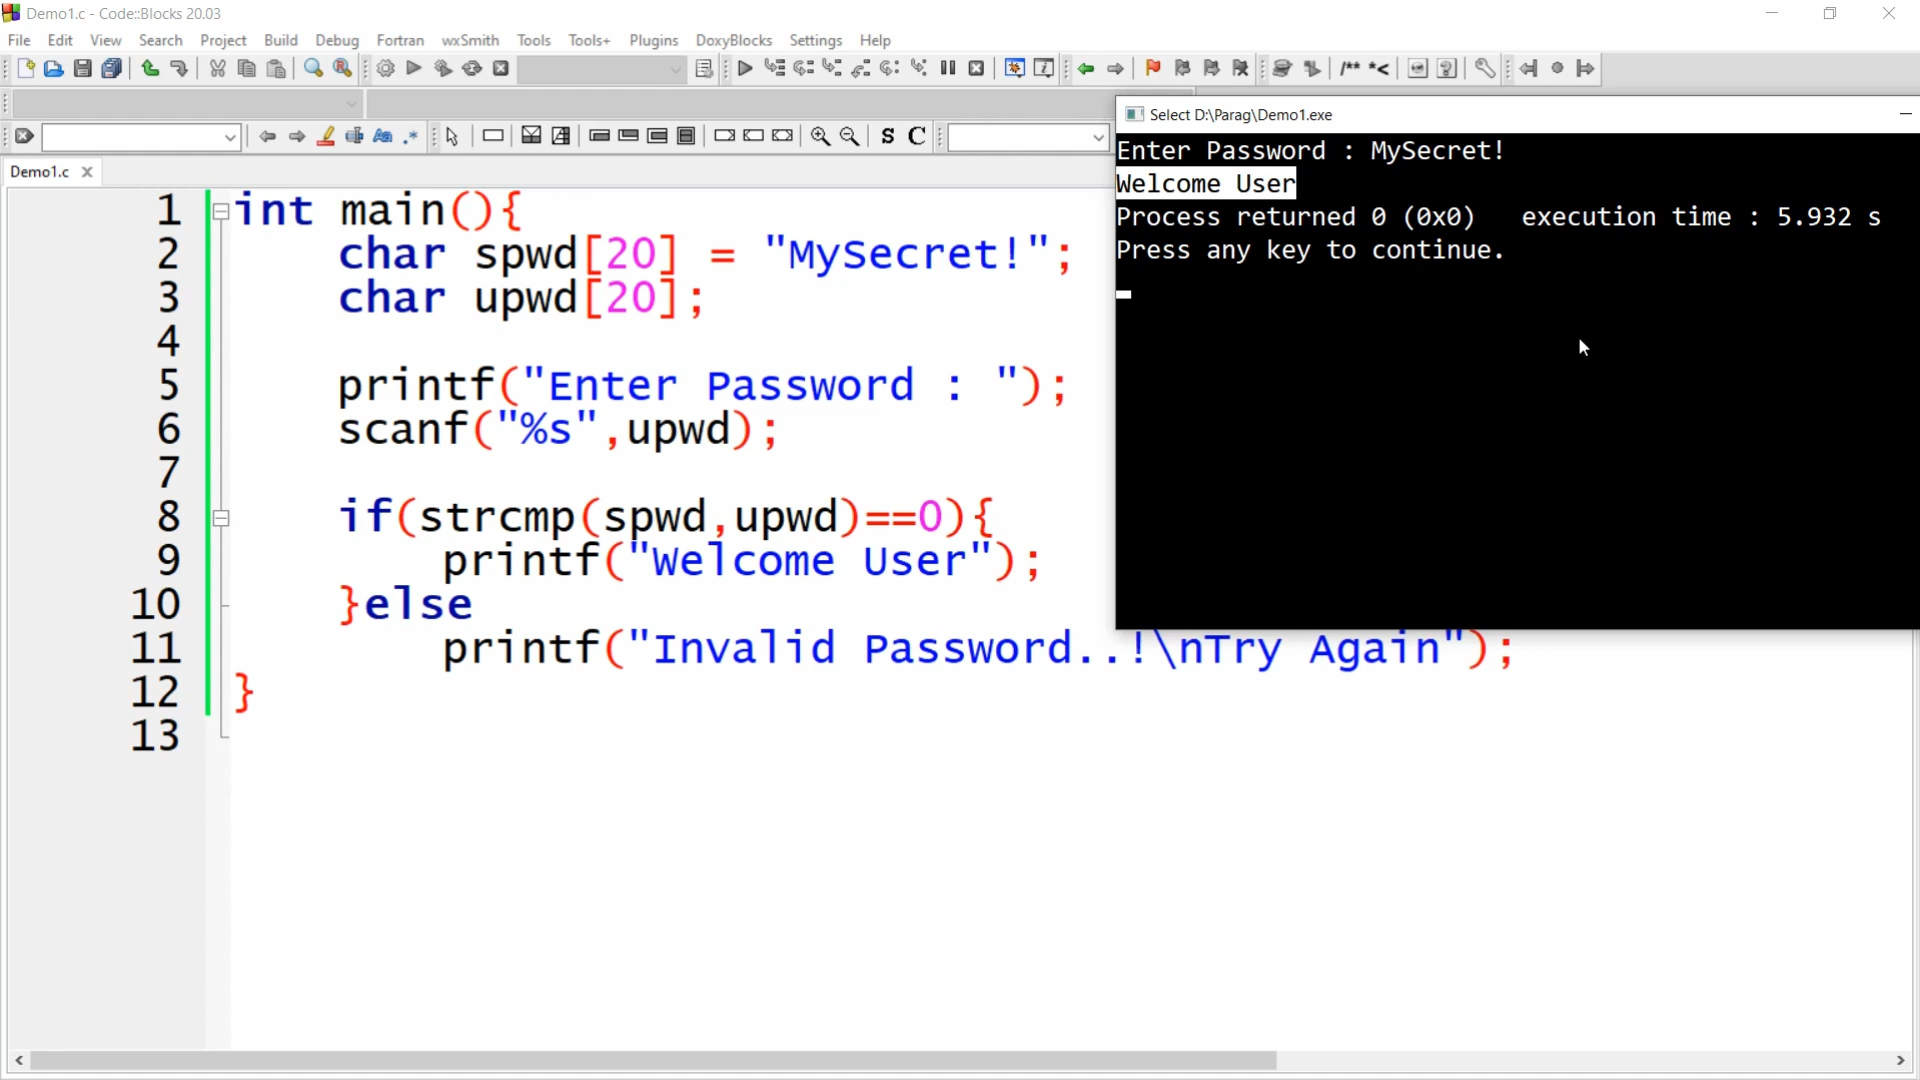 Demo1.c - Code::Blocks 20.03
File Edit View Search Project Build Debug Fortran wxSmith Tools Tools+ Plugins DoxyBlocks Settings Help
/** *<
S C
Demo1.c
Select D:\Parag\Demo1.exe
Enter Password : MySecret!
Welcome User
Process returned 0 (0x0)   execution time : 5.932 s
Press any key to continue.
1 int main(){
2 char spwd[20] = "MySecret!";
3 char upwd[20];
4
5 printf("Enter Password : ");
6 scanf("%s",upwd);
7
8 if(strcmp(spwd,upwd)==0){
9 printf("Welcome User");
10 }else
11 printf("Invalid Password..!\nTry Again");
12 }
13